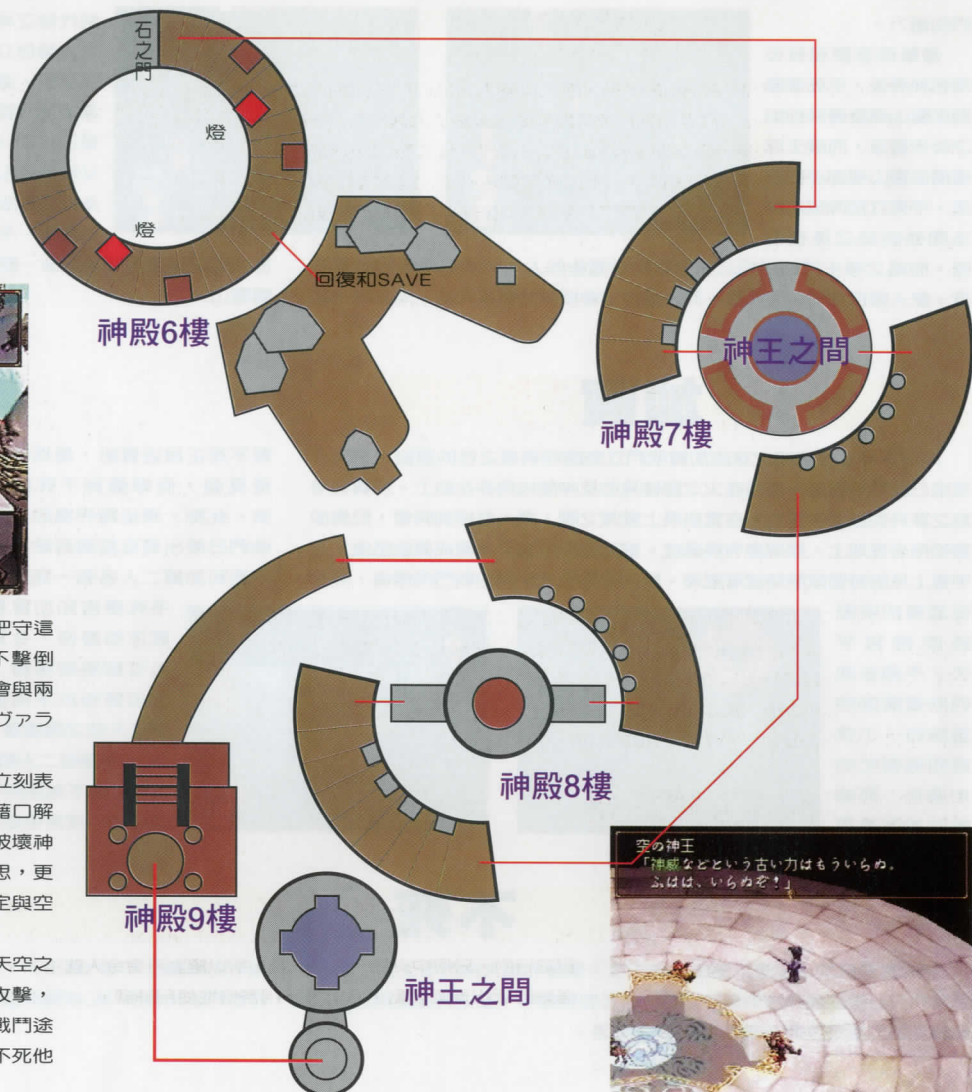 石之門
燈
燈
回復和SAVE
神殿6樓
神王之間
神殿7樓
神殿8樓
神殿9樓
神王之間
把守這
不擊倒
會與兩
ヴァラ
立刻表
藉口解
破壞神
思，更
定與空
天空之
攻擊，
戰鬥途
不死他
空の神王
「神威などという古い力はもういらぬ。
ふはは、いらぬぞ！」